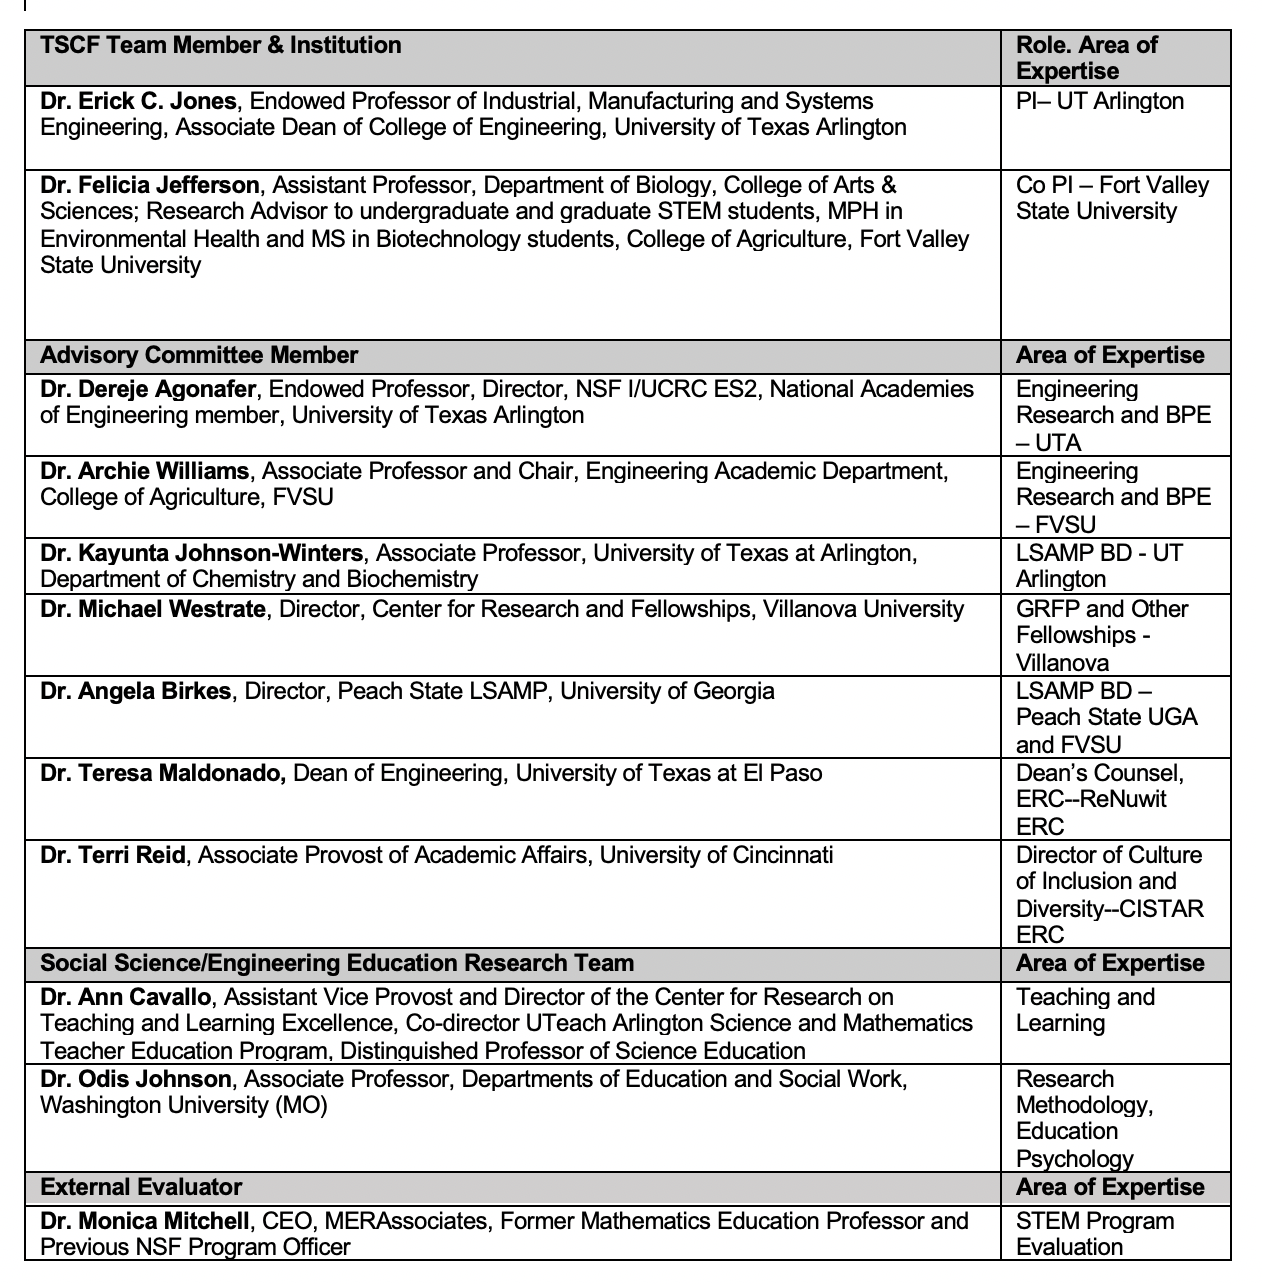 TSCF Team Member & Institution
Role. Area of
Expertise
Dr. Erick C. Jones, Endowed Professor of Industrial, Manufacturing and Systems
Engineering, Associate Dean of College of Engineering, University of Texas Arlington
PI– UT Arlington
Dr. Felicia Jefferson, Assistant Professor, Department of Biology, College of Arts &
Sciences; Research Advisor to undergraduate and graduate STEM students, MPH in
Environmental Health and MS in Biotechnology students, College of Agriculture, Fort Valley
State University
Co PI – Fort Valley
State University
Advisory Committee Member
Area of Expertise
Dr. Dereje Agonafer, Endowed Professor, Director, NSF I/UCRC ES2, National Academies
of Engineering member, University of Texas Arlington
Engineering
Research and BPE
– UTA
Dr. Archie Williams, Associate Professor and Chair, Engineering Academic Department,
College of Agriculture, FVSU
Engineering
Research and BPE
– FVSU
Dr. Kayunta Johnson-Winters, Associate Professor, University of Texas at Arlington,
Department of Chemistry and Biochemistry
LSAMP BD - UT
Arlington
Dr. Michael Westrate, Director, Center for Research and Fellowships, Villanova University
GRFP and Other
Fellowships -
Villanova
Dr. Angela Birkes, Director, Peach State LSAMP, University of Georgia
LSAMP BD –
Peach State UGA
and FVSU
Dr. Teresa Maldonado, Dean of Engineering, University of Texas at El Paso
Dean’s Counsel,
ERC--ReNuwit
ERC
Dr. Terri Reid, Associate Provost of Academic Affairs, University of Cincinnati
Director of Culture
of Inclusion and
Diversity--CISTAR
ERC
Social Science/Engineering Education Research Team
Area of Expertise
Dr. Ann Cavallo, Assistant Vice Provost and Director of the Center for Research on
Teaching and Learning Excellence, Co-director UTeach Arlington Science and Mathematics
Teacher Education Program, Distinguished Professor of Science Education
Teaching and
Learning
Dr. Odis Johnson, Associate Professor, Departments of Education and Social Work,
Washington University (MO)
Research
Methodology,
Education
Psychology
External Evaluator
Area of Expertise
Dr. Monica Mitchell, CEO, MERAssociates, Former Mathematics Education Professor and
Previous NSF Program Officer
STEM Program
Evaluation